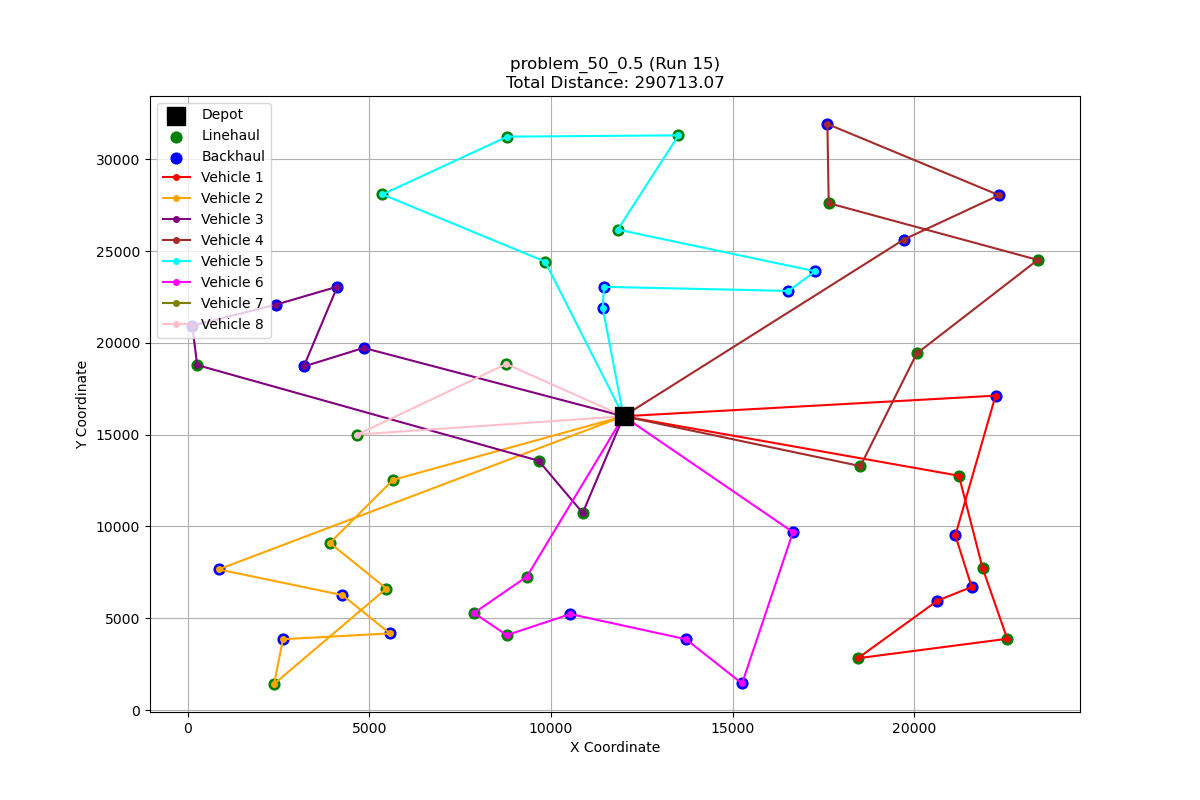 problem_50_0.5 (Run 15)
Total Distance: 290713.07
Depot
Linehaul
Backhaul
Vehicle 1
Vehicle 2
Vehicle 3
Vehicle 4
Vehicle 5
Vehicle 6
Vehicle 7
Vehicle 8
Y Coordinate
30000
25000
20000
15000
10000
5000
0
0
5000
10000
15000
20000
X Coordinate